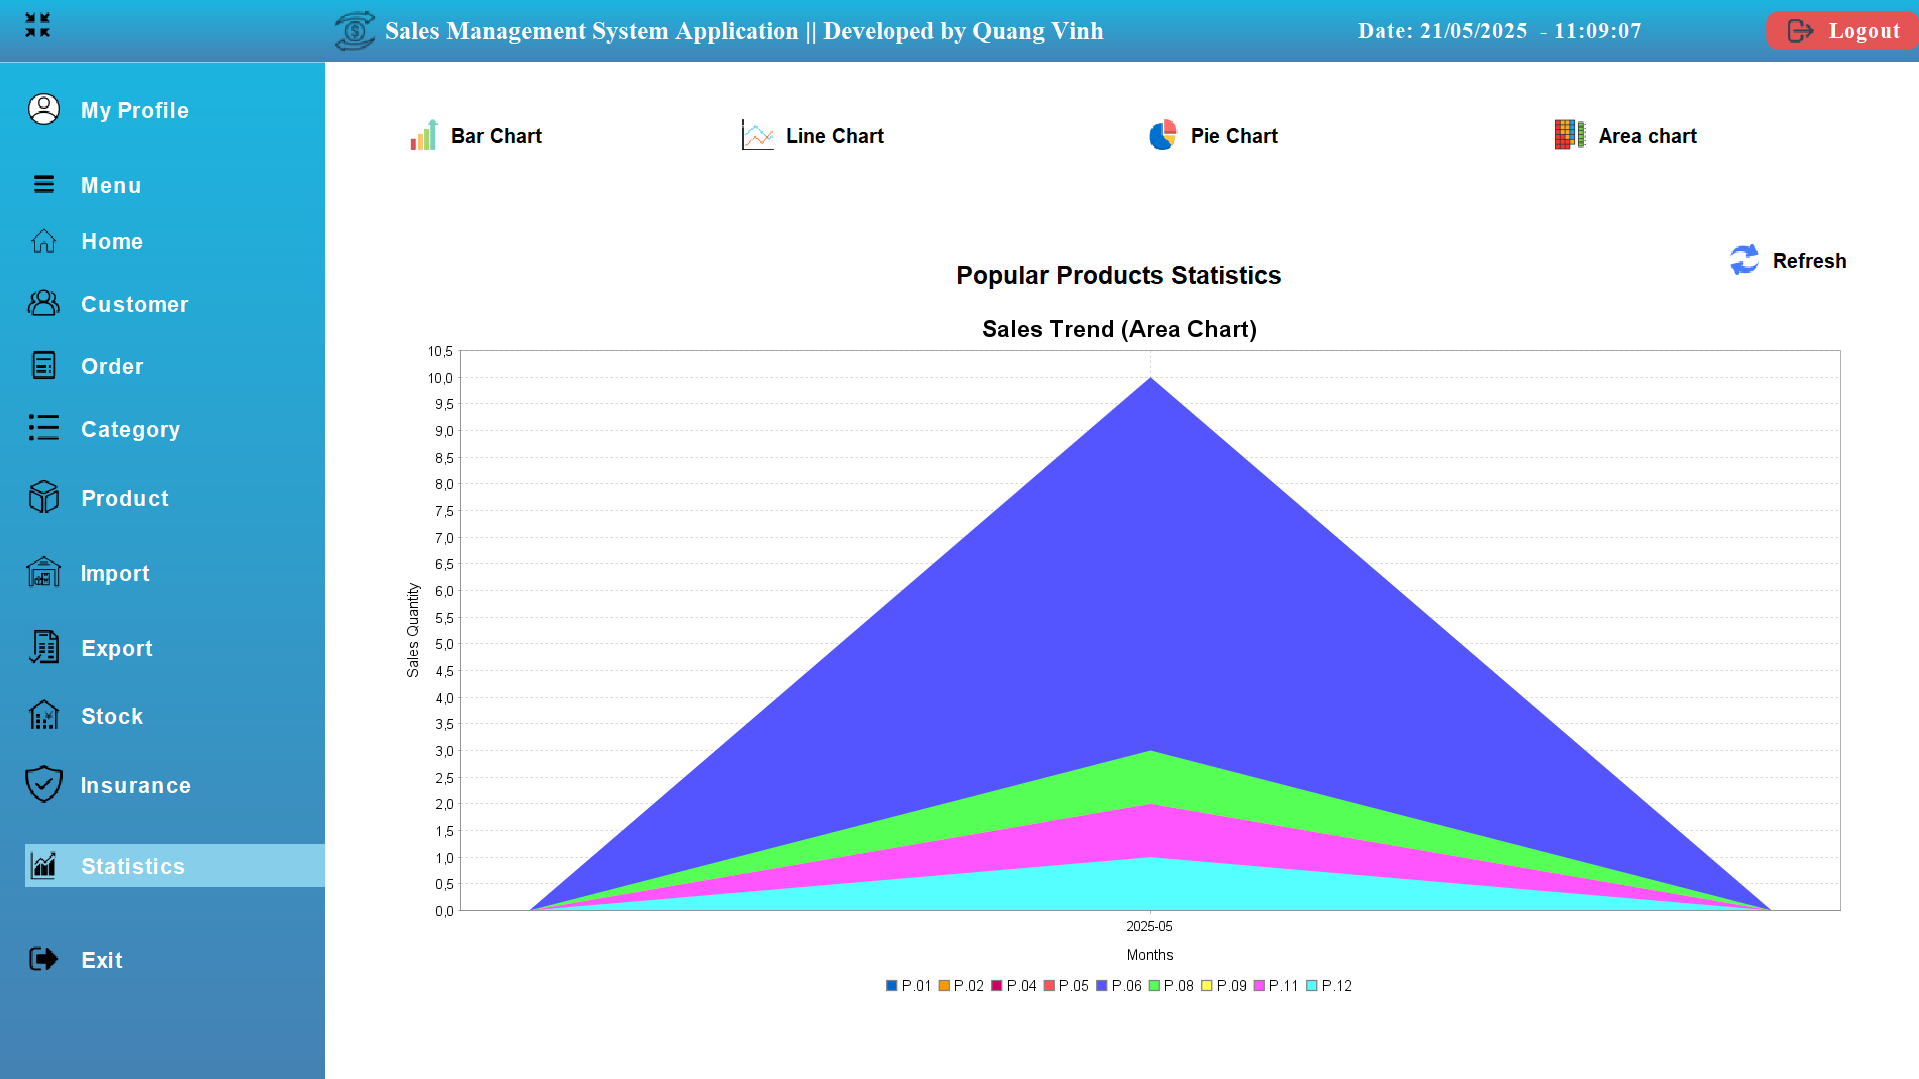 Sales Management System Application || Developed by Quang Vinh
Date: 21/05/2025 - 11:09:07
Logout
My Profile
Menu
Home
Customer
Order
Category
Product
Import
Export
Stock
Insurance
Statistics
Exit
Bar Chart
Line Chart
Pie Chart
Area chart
Refresh
Popular Products Statistics
Sales Trend (Area Chart)
Sales Quantity
10,5
10,0
9,5
9,0
8,5
8,0
7,5
7,0
6,5
6,0
5,5
5,0
4,5
4,0
3,5
3,0
2,5
2,0
1,5
1,0
0,5
0,0
2025-05
Months
P.01 P.02 P.04 P.05 P.06 P.08 P.09 P.11 P.12